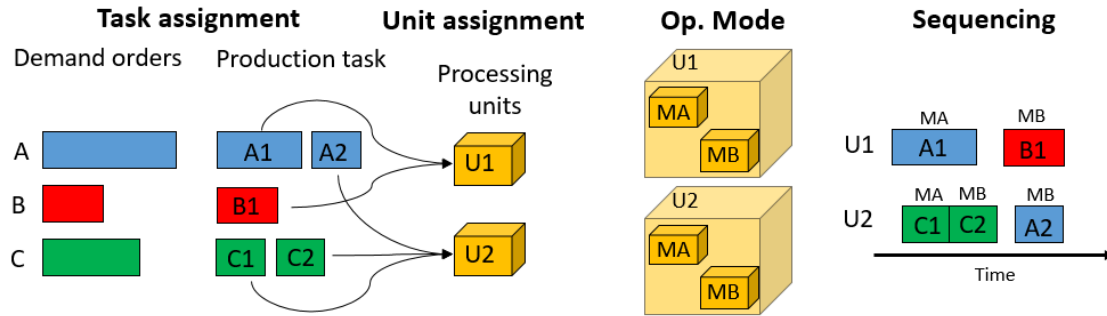 Task assignment
Unit assignment
Op. Mode
Sequencing
Demand orders
Production task
Processing
units
A
A1
A2
B
B1
C
C1
C2
U1
U2
U1
MA
MB
U2
MA
MB
MA
MB
U1
A1
B1
MA
MB
MB
U2
C1
C2
A2
Time